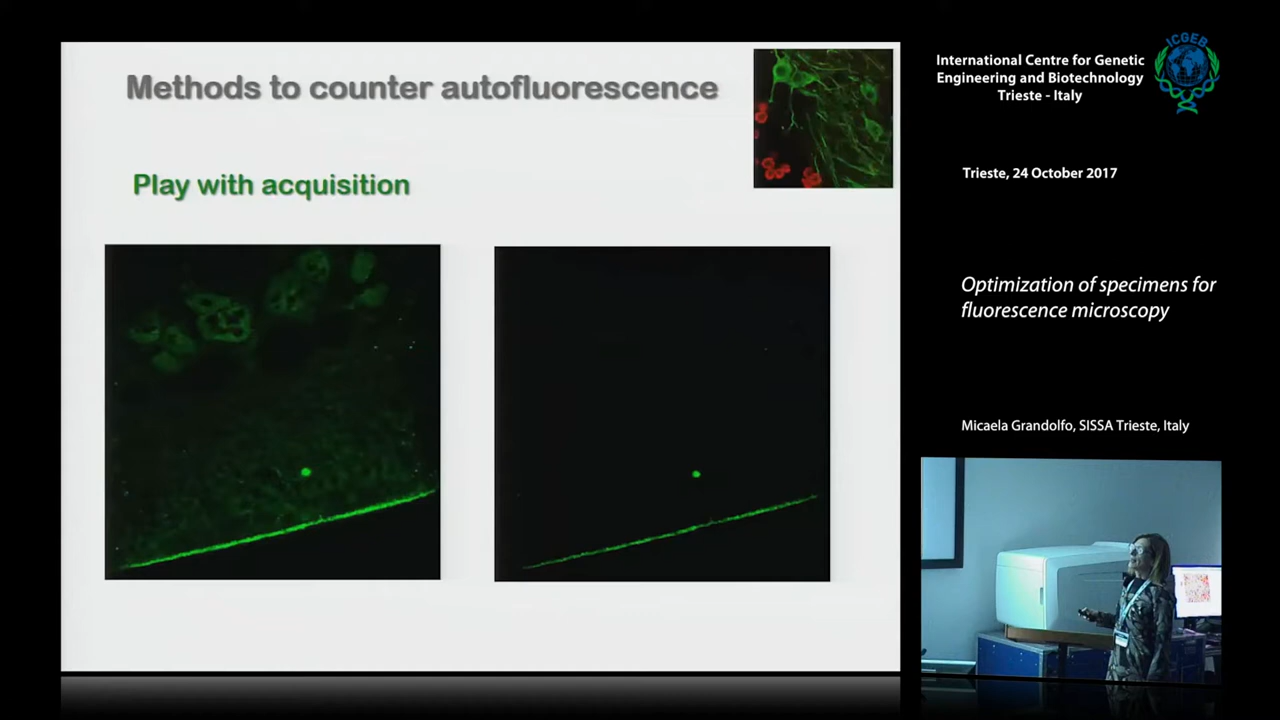 Methods to counter autofluorescence
Play with acquisition
International Centre for Genetic
Engineering and Biotechnology
Trieste - Italy
ICGEB
Trieste, 24 October 2017
Optimization of specimens for
fluorescence microscopy
Micaela Grandolfo, SISSA Trieste, Italy